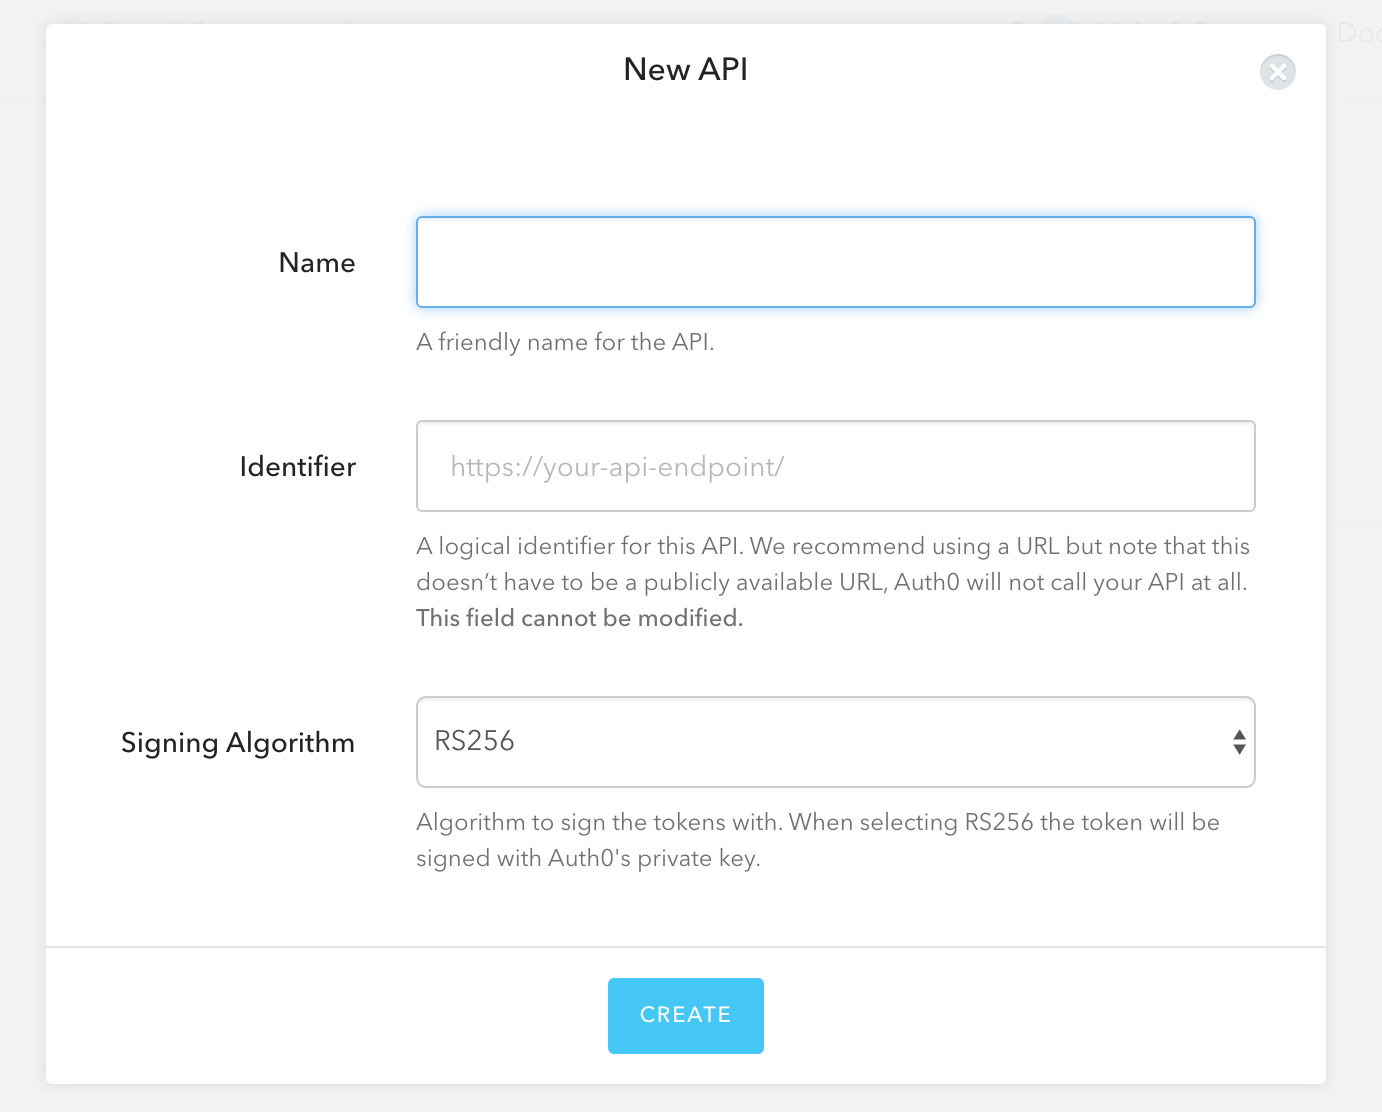 New API
Name
A friendly name for the API.
Identifier
https://your-api-endpoint/
A logical identifier for this API. We recommend using a URL but note that this
doesn’t have to be a publicly available URL, Auth0 will not call your API at all.
This field cannot be modified.
Signing Algorithm
RS256
Algorithm to sign the tokens with. When selecting RS256 the token will be
signed with Auth0's private key.
CREATE